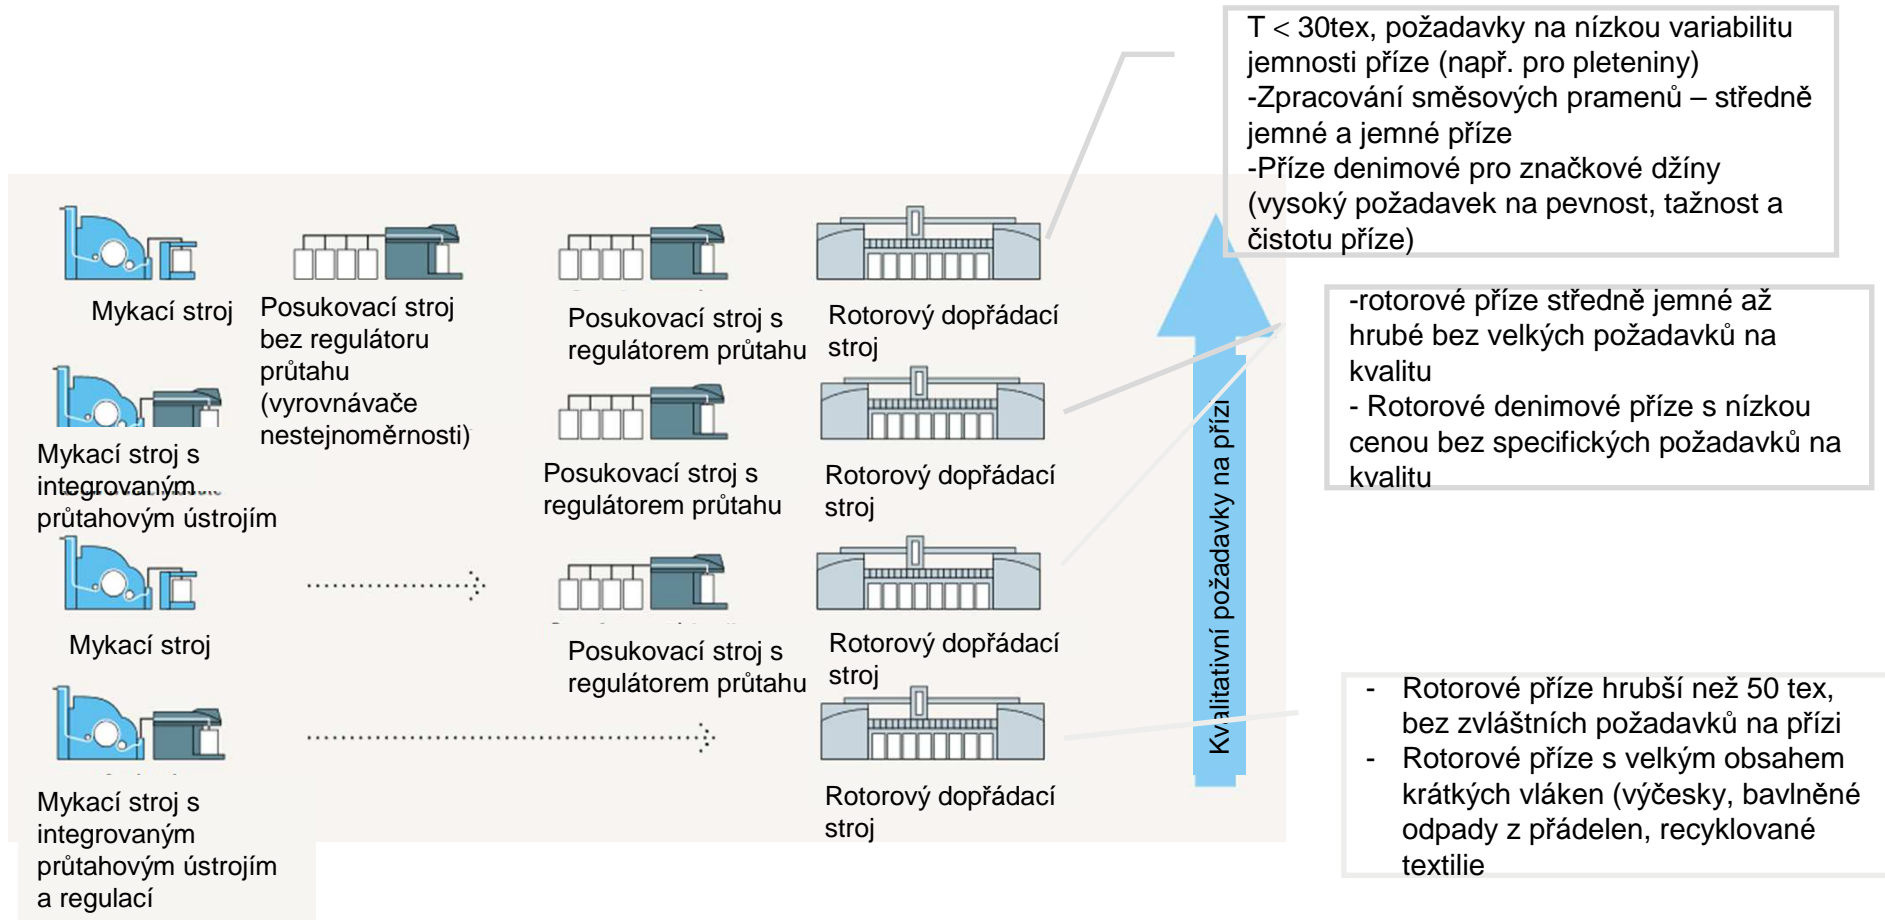 T < 30tex, požadavky na nízkou variabilitu
jemnosti příze (např. pro pleteniny)
-Zpracování směsových pramenů – středně
jemné a jemné příze
-Příze denimové pro značkové džíny
(vysoký požadavek na pevnost, tažnost a
čistotu příze)
Mykací stroj
Posukovací stroj
bez regulátoru
průtahu
(vyrovnávače
nestejnoměrnosti)
Posukovací stroj s
regulátorem průtahu
Rotorový dopřádací
stroj
-rotorové příze středně jemné až
hrubé bez velkých požadavků na
kvalitu
- Rotorové denimové příze s nízkou
cenou bez specifických požadavků na
kvalitu
Mykací stroj s
integrovaným
průtahovým ústrojím
Posukovací stroj s
regulátorem průtahu
Rotorový dopřádací
stroj
Kvalitativní požadavky na přízi
Mykací stroj
Posukovací stroj s
regulátorem průtahu
Rotorový dopřádací
stroj
- Rotorové příze hrubší než 50 tex,
bez zvláštních požadavků na přízi
- Rotorové příze s velkým obsahem
krátkých vláken (výčesky, bavlněné
odpady z přádelen, recyklované
textilie
Mykací stroj s
integrovaným
průtahovým ústrojím
a regulací
Rotorový dopřádací
stroj